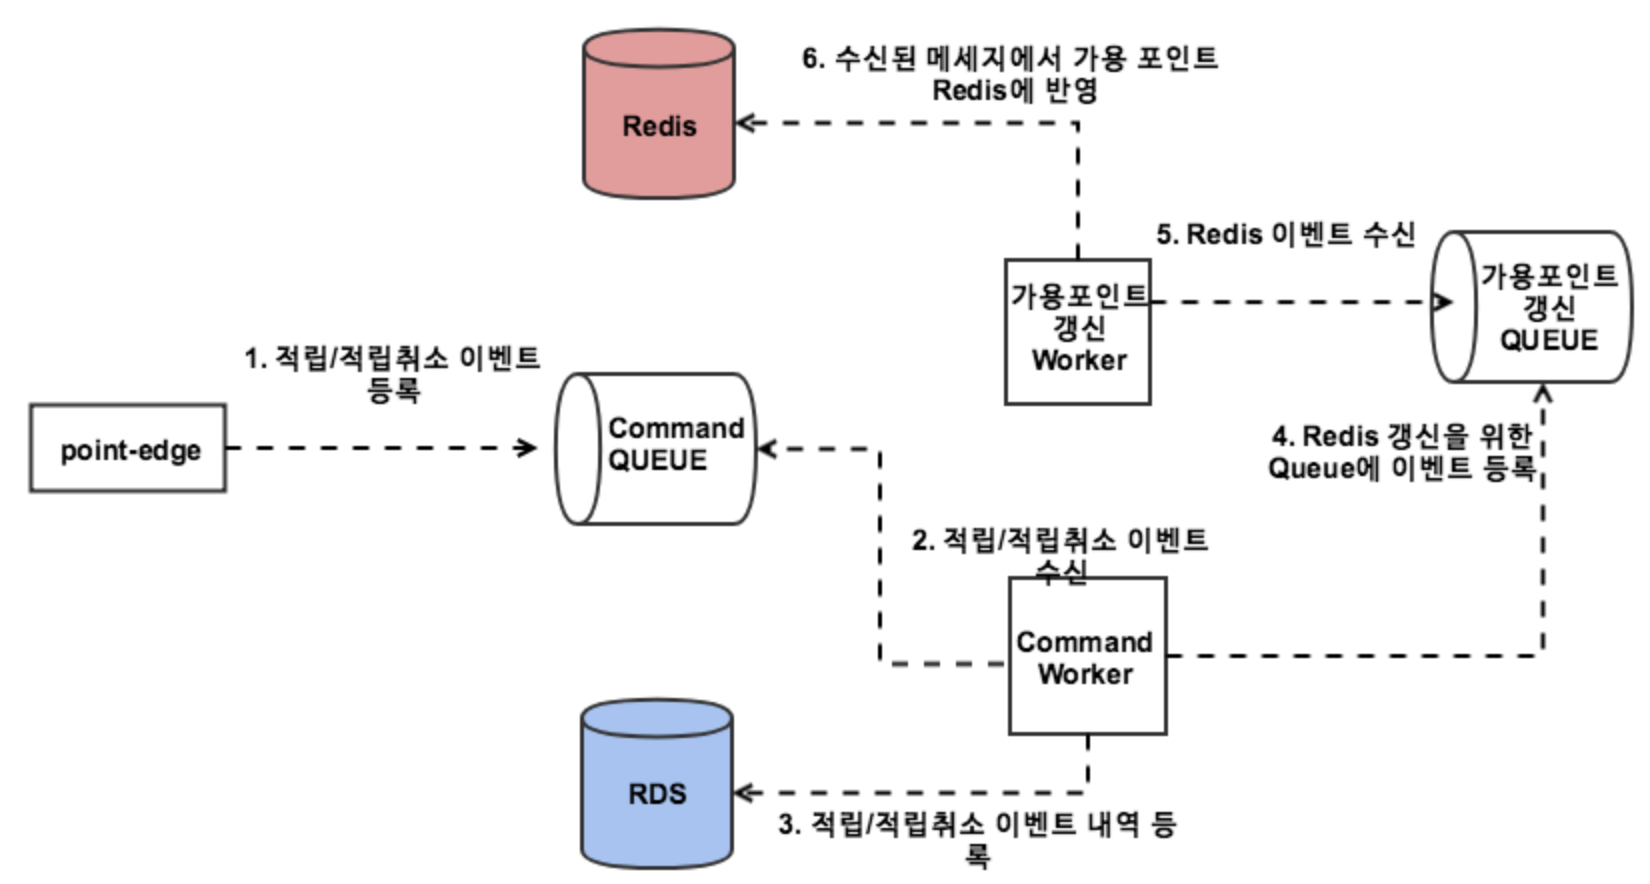 6. 수신된 메세지에서 가용 포인트
Redis에 반영
Redis
5. Redis 이벤트 수신
가용포인트
갱신
QUEUE
가용포인트
갱신
Worker
1. 적립/적립취소 이벤트
등록
point-edge
Command
QUEUE
4. Redis 갱신을 위한
Queue에 이벤트 등록
2. 적립/적립취소 이벤트
수신
Command
Worker
RDS
3. 적립/적립취소 이벤트 내역 등
록